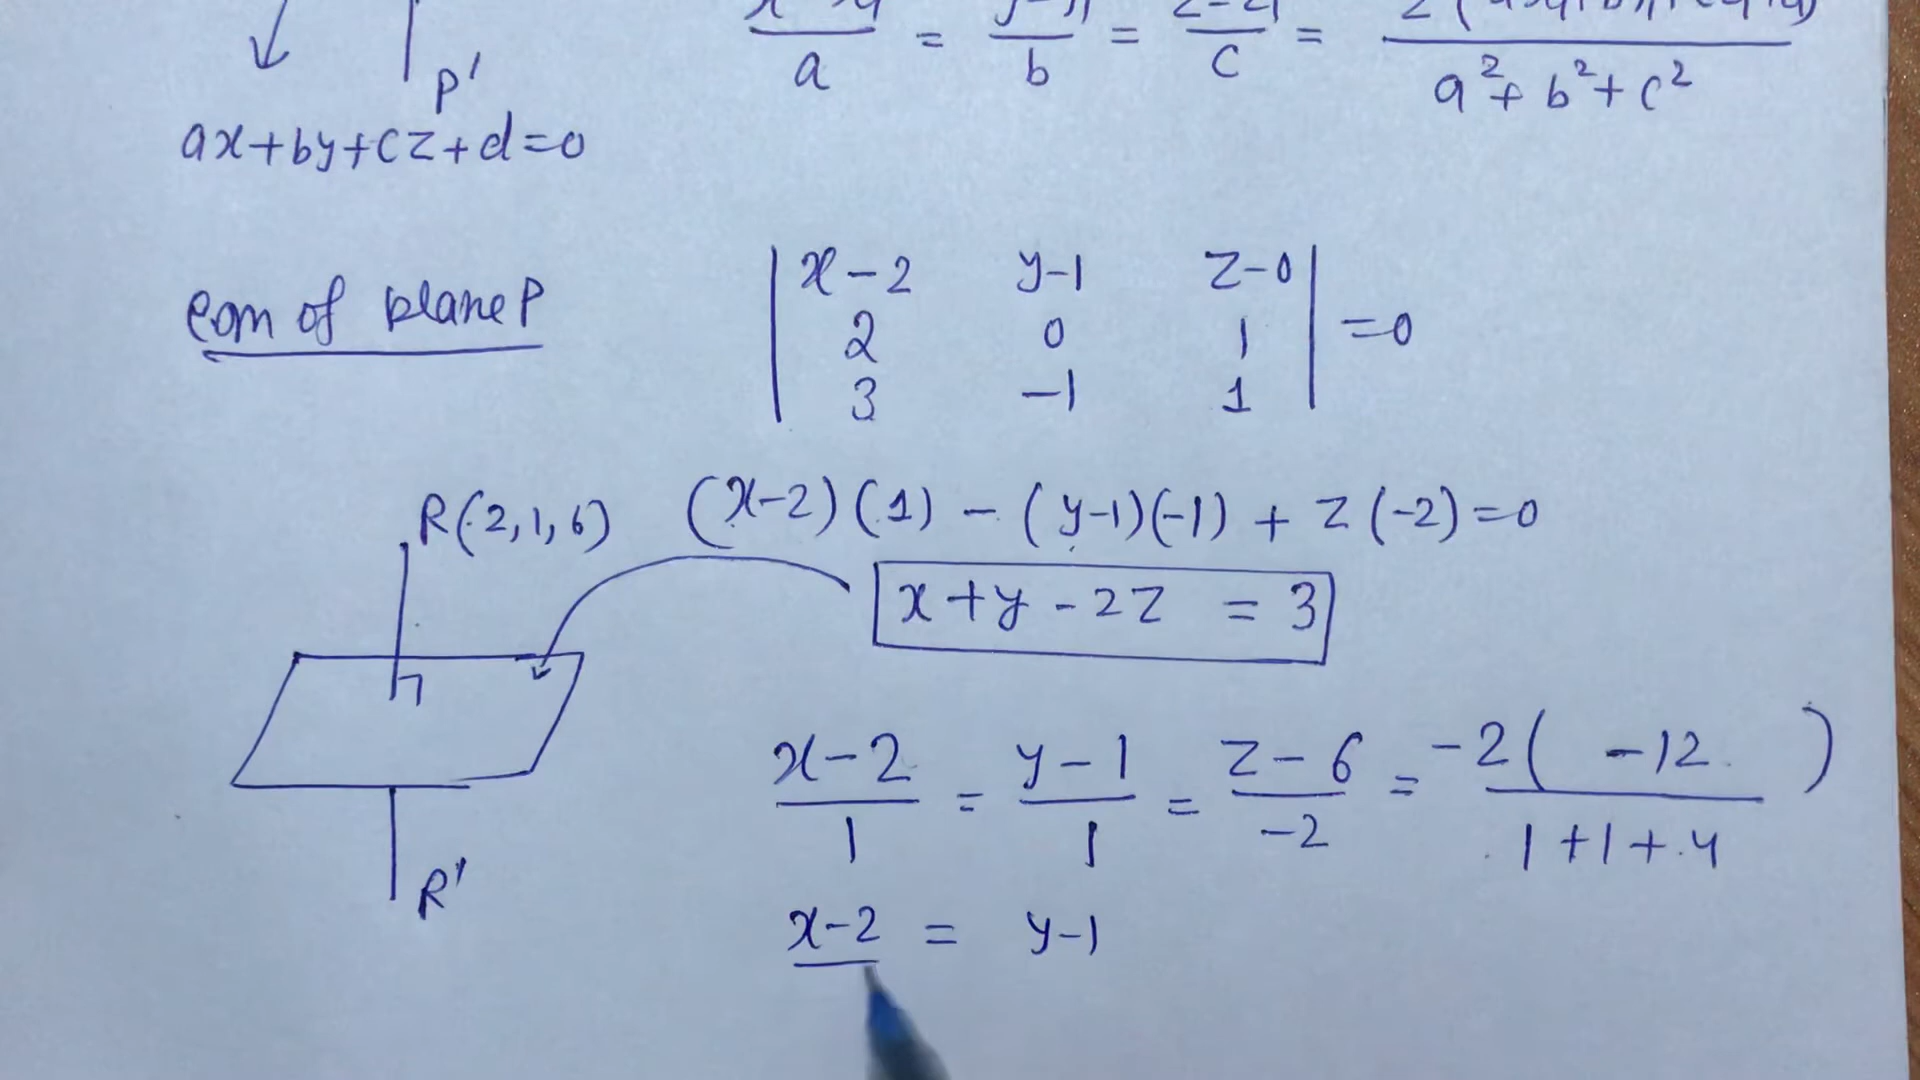 a = b = c = a²+b²+c²
P'
ax+by+cz+d=0
x-2 y-1 z-0
eqn of plane P 2 0 1 =0
3 -1 1
R(2,1,6) (x-2)(1) - (y-1)(-1) + z(-2)=0
x+y-2z = 3
x-2 = y-1 = z-6 = -2( -12 )
1 1 -2 1+1+4
R'
x-2 = y-1